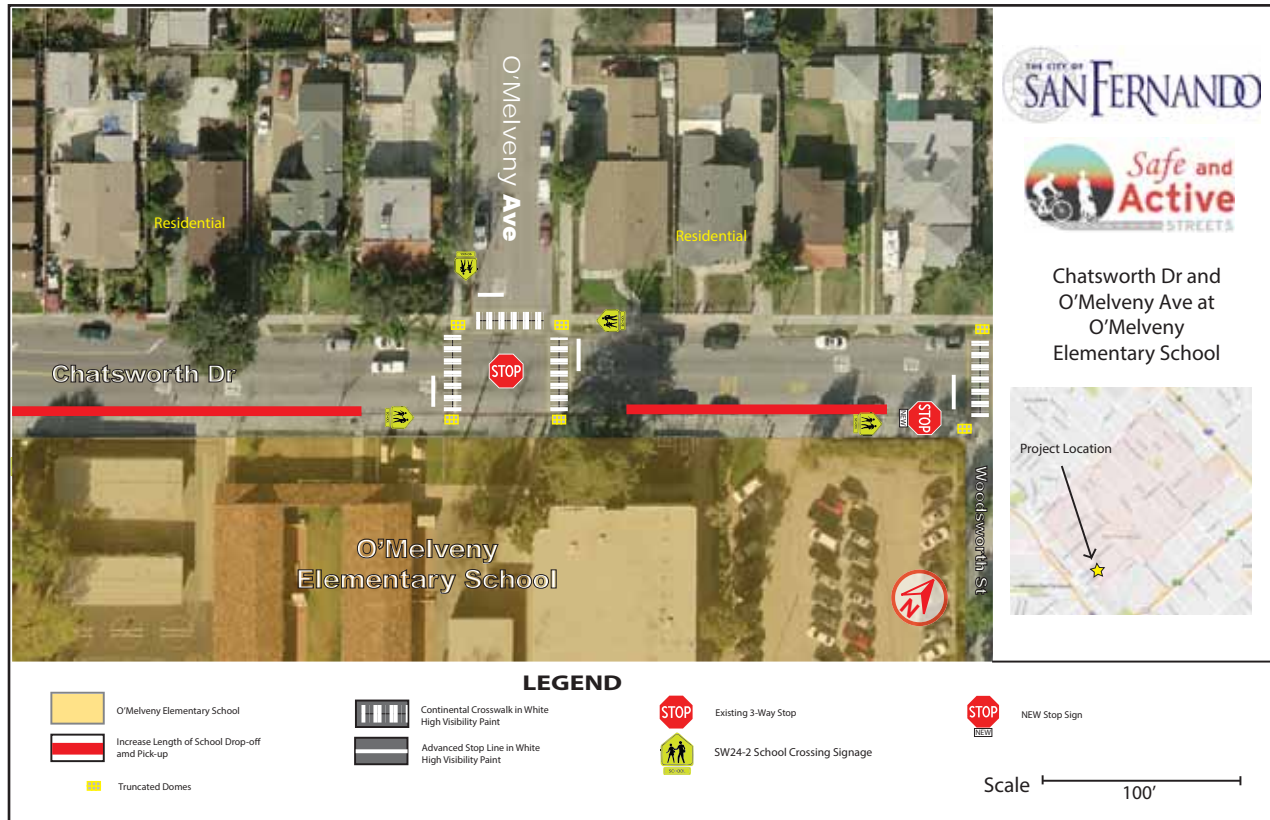 O'Melveny Ave
Residential
Residential
Chatsworth Dr
STOP
STOP
NEW
O'Melveny
Elementary School
Woodsworth St
N
THE CITY OF
SAN FERNANDO
Safe and
Active
STREETS
Chatsworth Dr and
O'Melveny Ave at
O'Melveny
Elementary School
Project Location
LEGEND
O'Melveny Elementary School
Increase Length of School Drop-off
amd Pick-up
Truncated Domes
Continental Crosswalk in White
High Visibility Paint
Advanced Stop Line in White
High Visibility Paint
STOP
Existing 3-Way Stop
SCHOOL
SW24-2 School Crossing Signage
STOP
NEW
NEW Stop Sign
Scale
100'